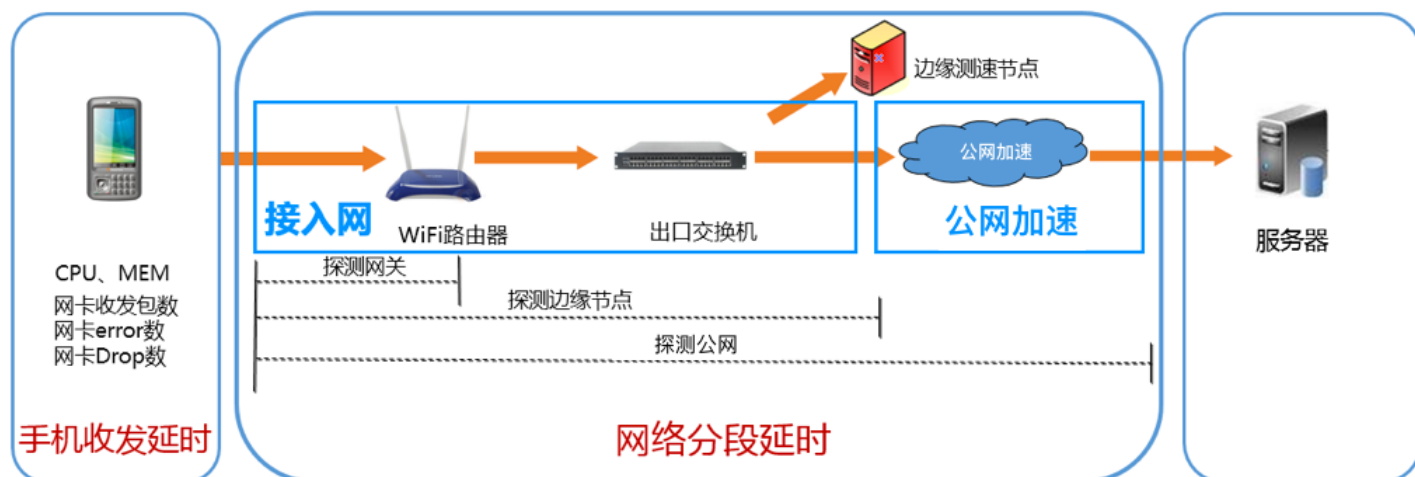 边缘测速节点
公网加速
接入网
WiFi路由器
出口交换机
公网加速
服务器
CPU、MEM
网卡收发包数
网卡error数
网卡Drop数
探测网关
探测边缘节点
探测公网
手机收发延时
网络分段延时